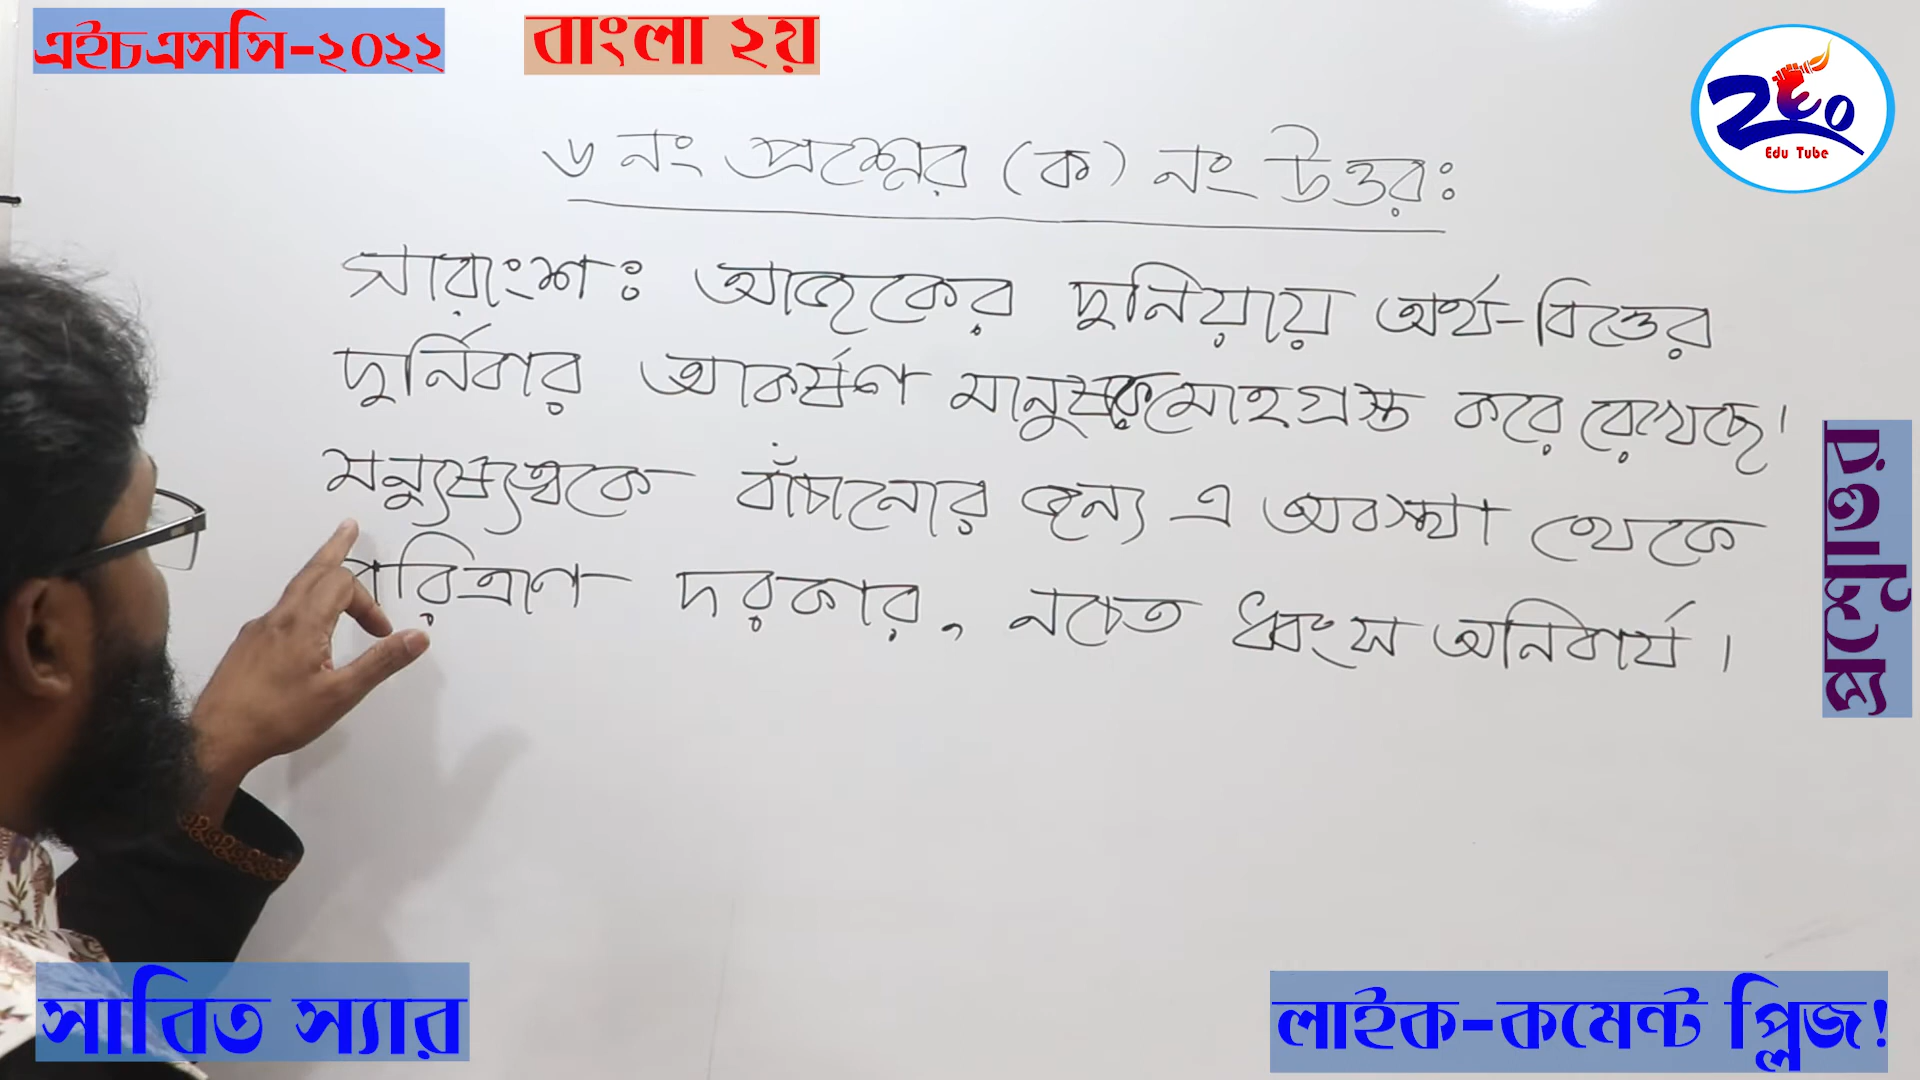 এইচএসসি-২০২২
বাংলা ২য়
2EO
Edu Tube
৬ নং প্রশ্নের (ক) নং উত্তরঃ
সারাংশঃ আজকের দুনিয়ায় অর্থ-বিত্তের
দুর্নিবার আকর্ষণ মানুষকে মোহগ্রস্ত করে রেখেছে।
মনুষ্যত্বকে বাঁচানোর জন্য এ অবস্থা থেকে
পরিত্রাণ দরকার, নচেত ধ্বংস অনিবার্য।
প্রশ্নোত্তর
সাবিত স্যার
লাইক-কমেন্ট প্লিজ!